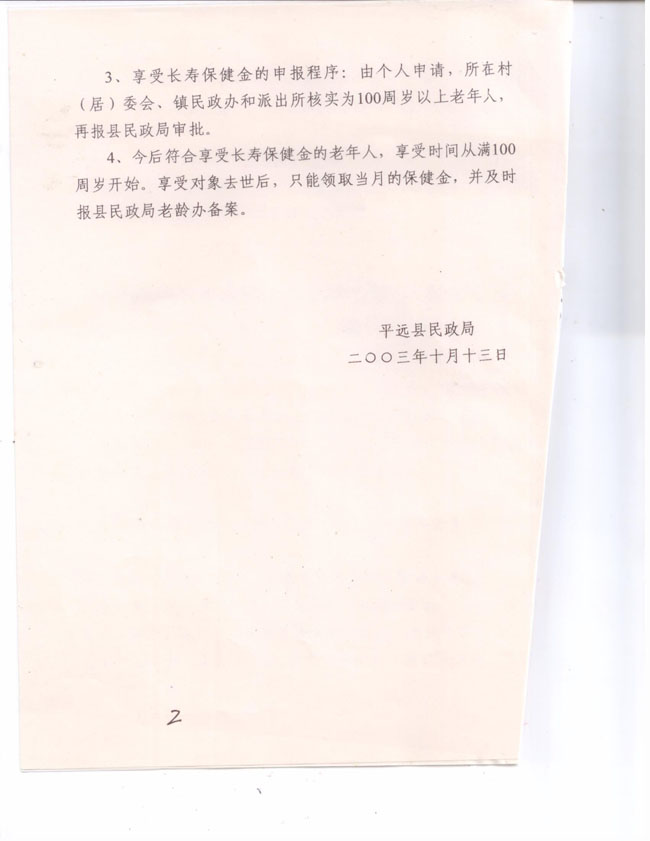 3、享受长寿保健金的申报程序：由个人申请，所在村
（居）委会、镇民政办和派出所核实为100周岁以上老年人，
再报县民政局审批。
4、今后符合享受长寿保健金的老年人，享受时间从满100
周岁开始。享受对象去世后，只能领取当月的保健金，并及时
报县民政局老龄办备案。
平远县民政局
二〇〇三年十月十三日
2